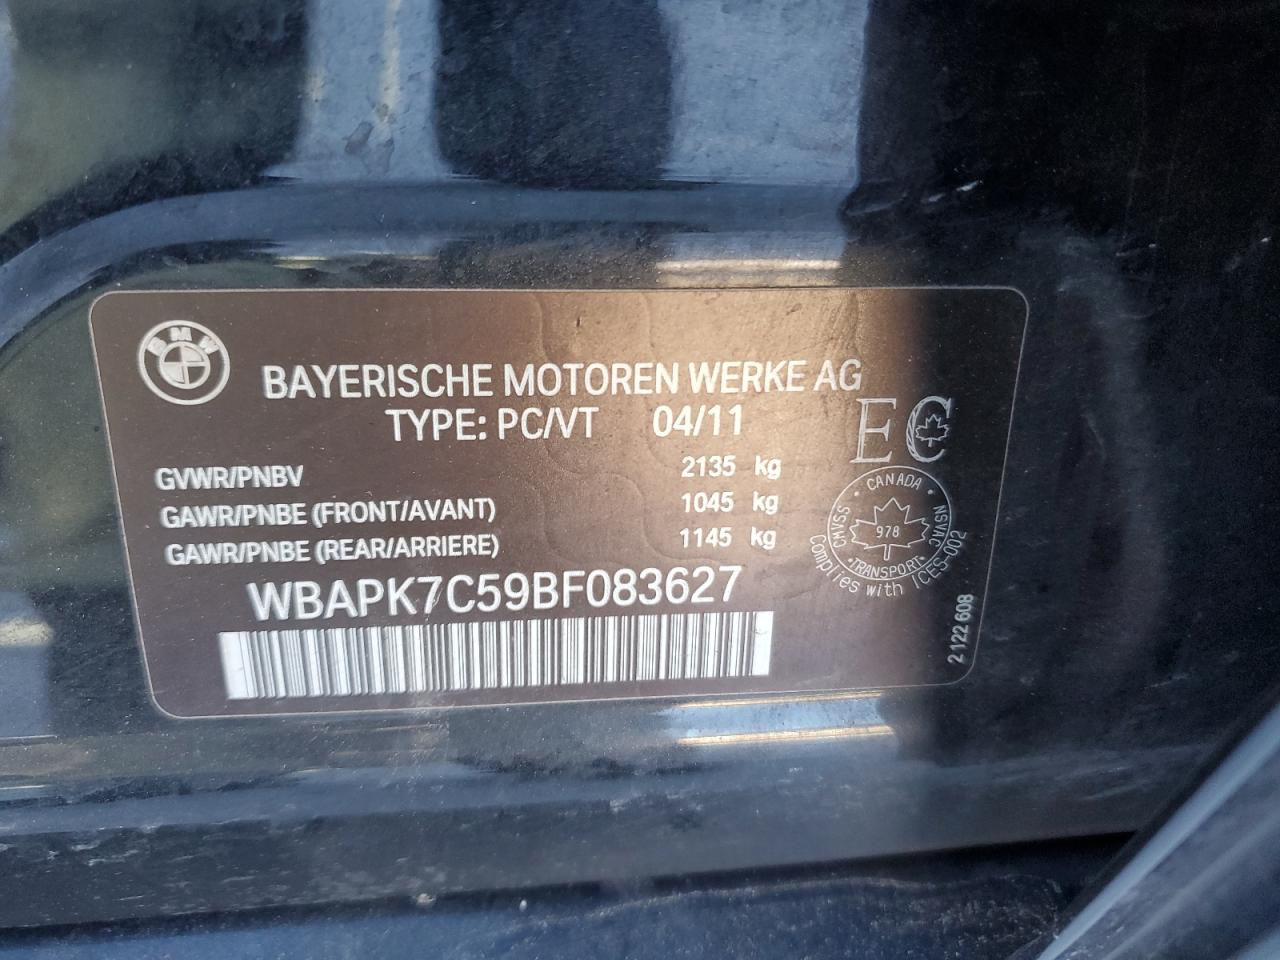 BMW
BAYERISCHE MOTOREN WERKE AG
TYPE: PC/VT 04/11
EC
GVWR/PNBV 2135 kg
GAWR/PNBE (FRONT/AVANT) 1045 kg
GAWR/PNBE (REAR/ARRIERE) 1145 kg
CANADA
CMVSS
978
NSVAC
TRANSPORT
Complies with ICES-002
WBAPK7C59BF083627
2 122 608